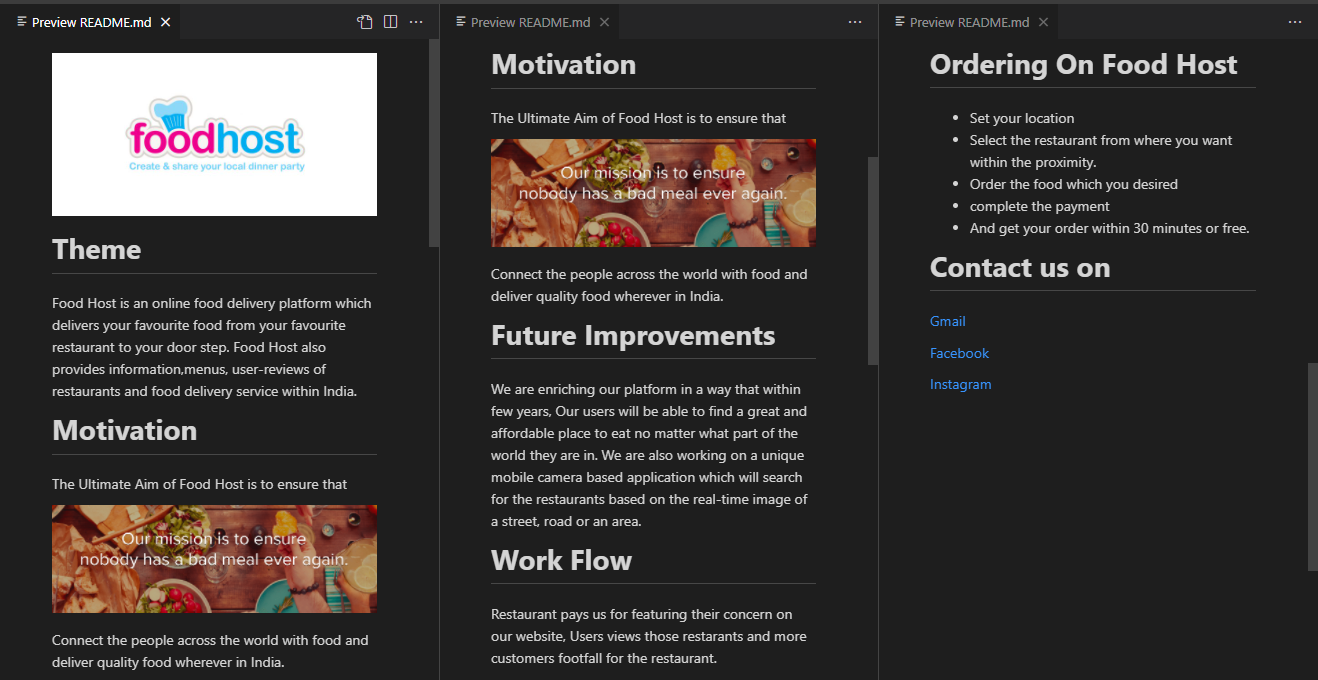 Preview README.md
foodhost
Create & share your local dinner party
Theme
Food Host is an online food delivery platform which
delivers your favourite food from your favourite
restaurant to your door step. Food Host also
provides information,menus, user-reviews of
restaurants and food delivery service within India.
Motivation
The Ultimate Aim of Food Host is to ensure that
Our mission is to ensure
nobody has a bad meal ever again.
Connect the people across the world with food and
deliver quality food wherever in India.
Preview README.md
Motivation
The Ultimate Aim of Food Host is to ensure that
Our mission is to ensure
nobody has a bad meal ever again.
Connect the people across the world with food and
deliver quality food wherever in India.
Future Improvements
We are enriching our platform in a way that within
few years, Our users will be able to find a great and
affordable place to eat no matter what part of the
world they are in. We are also working on a unique
mobile camera based application which will search
for the restaurants based on the real-time image of
a street, road or an area.
Work Flow
Restaurant pays us for featuring their concern on
our website, Users views those restarants and more
customers footfall for the restaurant.
Preview README.md
Ordering On Food Host
• Set your location
• Select the restaurant from where you want
within the proximity.
• Order the food which you desired
• complete the payment
• And get your order within 30 minutes or free.
Contact us on
Gmail
Facebook
Instagram